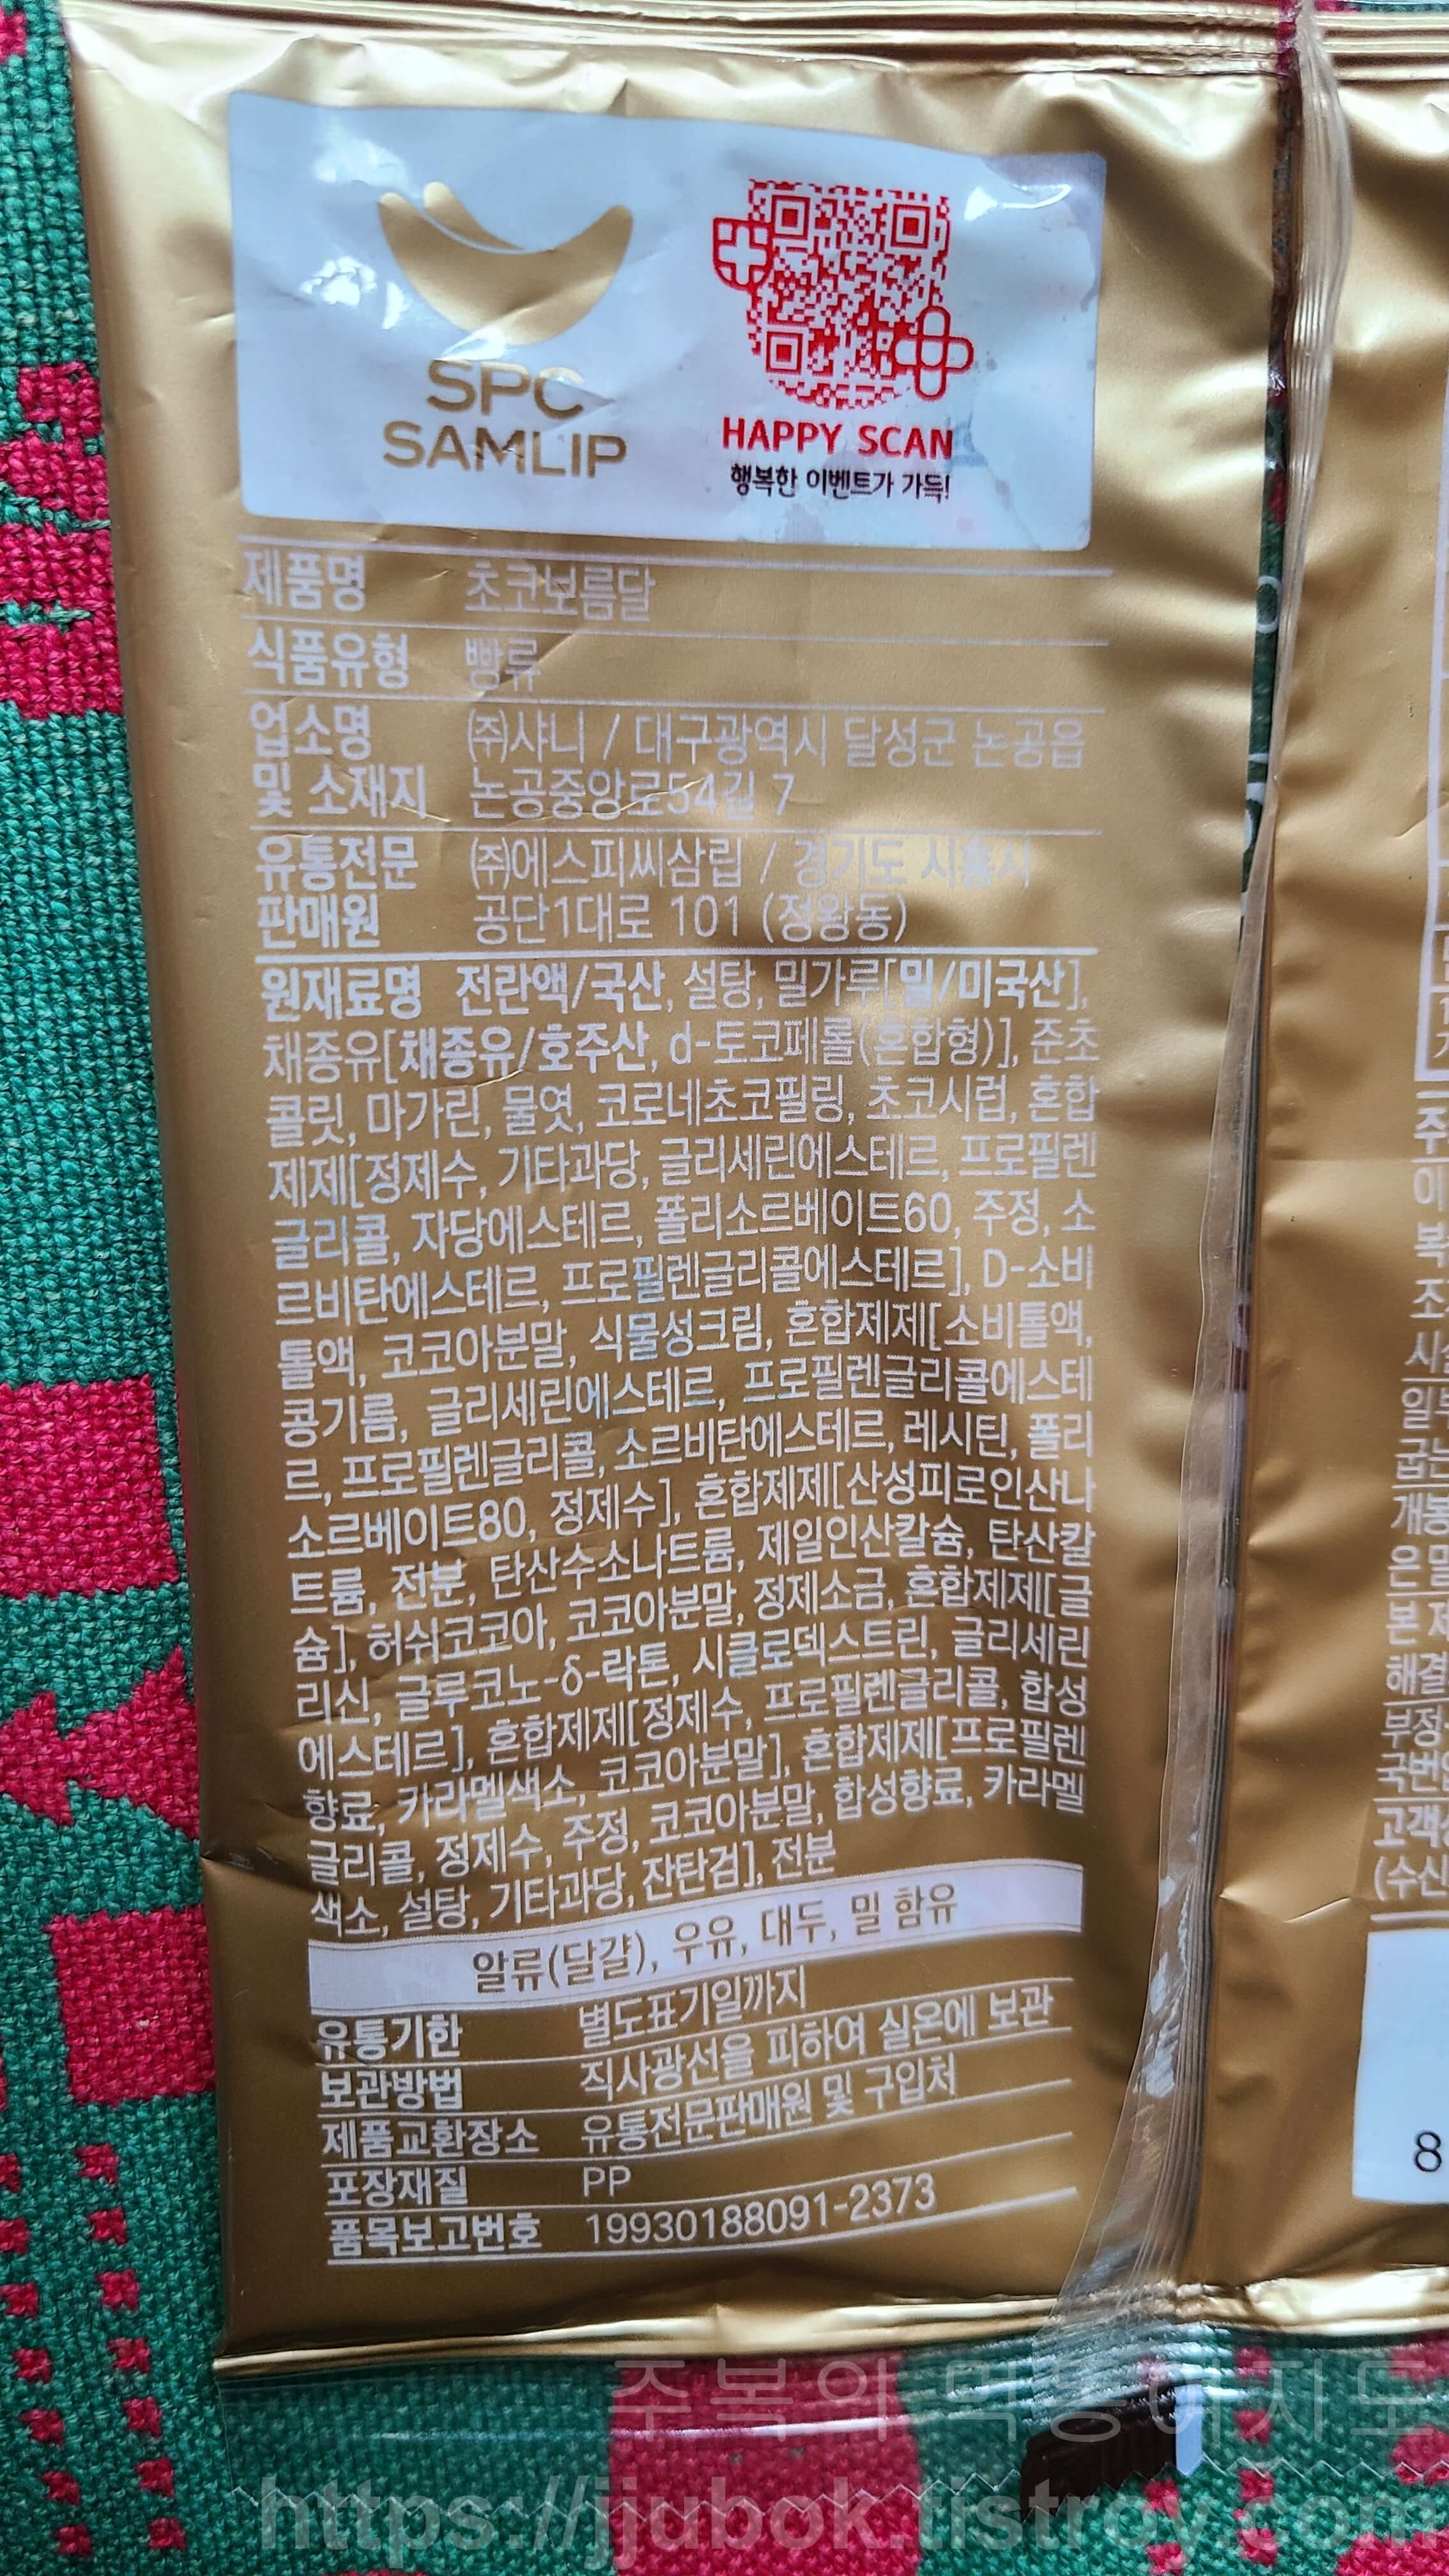 SPC
SAMLIP
HAPPY SCAN
행복한 이벤트가 가득!
제품명 초코보름달
식품유형 빵류
업소명 ㈜샤니 / 대구광역시 달성군 논공읍
및 소재지 논공중앙로54길 7
유통전문 ㈜에스피씨삼립 / 경기도 시흥시
판매원 공단1대로 101 (정왕동)
원재료명 전란액/국산, 설탕, 밀가루[밀/미국산],
채종유[채종유/호주산, d-토코페롤(혼합형)], 준초
콜릿, 마가린, 물엿, 코로네초코필링, 초코시럽, 혼합
제제[정제수, 기타과당, 글리세린에스테르, 프로필렌
글리콜, 자당에스테르, 폴리소르베이트60, 주정, 소
르비탄에스테르, 프로필렌글리콜에스테르], D-소비
톨액, 코코아분말, 식물성크림, 혼합제제[소비톨액,
콩기름, 글리세린에스테르, 프로필렌글리콜에스테
르, 프로필렌글리콜, 소르비탄에스테르, 레시틴, 폴리
소르베이트80, 정제수], 혼합제제[산성피로인산나
트륨, 전분, 탄산수소나트륨, 제일인산칼슘, 탄산칼
슘], 허쉬코코아, 코코아분말, 정제소금, 혼합제제[글
리신, 글루코노-δ-락톤, 시클로덱스트린, 글리세린
에스테르], 혼합제제[정제수, 프로필렌글리콜, 합성
향료, 카라멜색소, 코코아분말], 혼합제제[프로필렌
글리콜, 정제수, 주정, 코코아분말, 합성향료, 카라멜
색소, 설탕, 기타과당, 잔탄검], 전분
알류(달걀), 우유, 대두, 밀 함유
유통기한 별도표기일까지
보관방법 직사광선을 피하여 실온에 보관
제품교환장소 유통전문판매원 및 구입처
포장재질 PP
품목보고번호 19930188091-2373
8
주복의
https://jjubok.tistroy.com